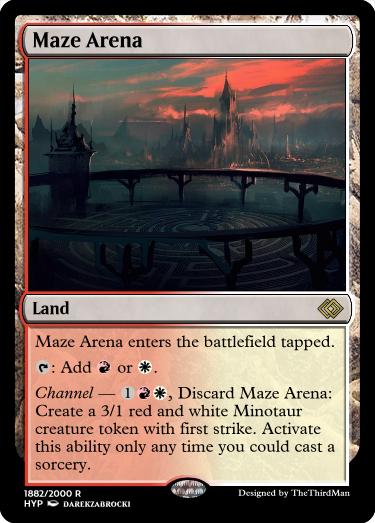 Maze Arena
Land
Maze Arena enters the battlefield tapped.
: Add or .
Channel — 1, Discard Maze Arena:
Create a 3/1 red and white Minotaur
creature token with first strike. Activate
this ability only any time you could cast a
sorcery.
1882/2000 R
HYP DAREKZABROCKI
Designed by TheThirdMan